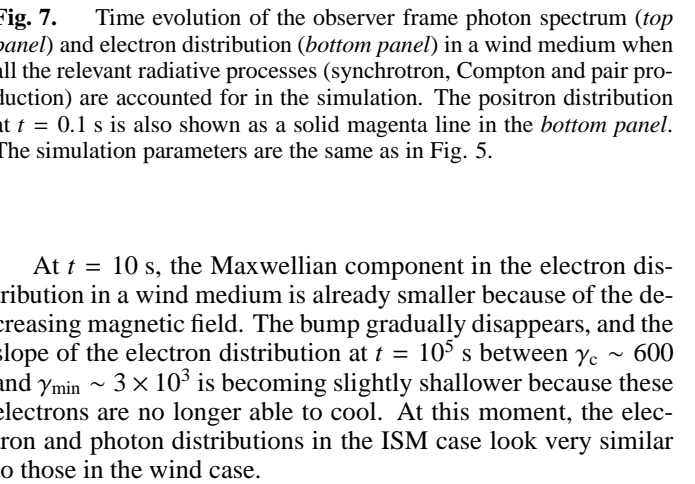 Fig. 7. Time evolution of the observer frame photon spectrum (top
panel) and electron distribution (bottom panel) in a wind medium when
all the relevant radiative processes (synchrotron, Compton and pair pro-
duction) are accounted for in the simulation. The positron distribution
at t = 0.1 s is also shown as a solid magenta line in the bottom panel.
The simulation parameters are the same as in Fig. 5.
At t = 10 s, the Maxwellian component in the electron dis-
tribution in a wind medium is already smaller because of the de-
creasing magnetic field. The bump gradually disappears, and the
slope of the electron distribution at t = 10⁵ s between γc ∼ 600
and γmin ∼ 3 × 10³ is becoming slightly shallower because these
electrons are no longer able to cool. At this moment, the elec-
tron and photon distributions in the ISM case look very similar
to those in the wind case.